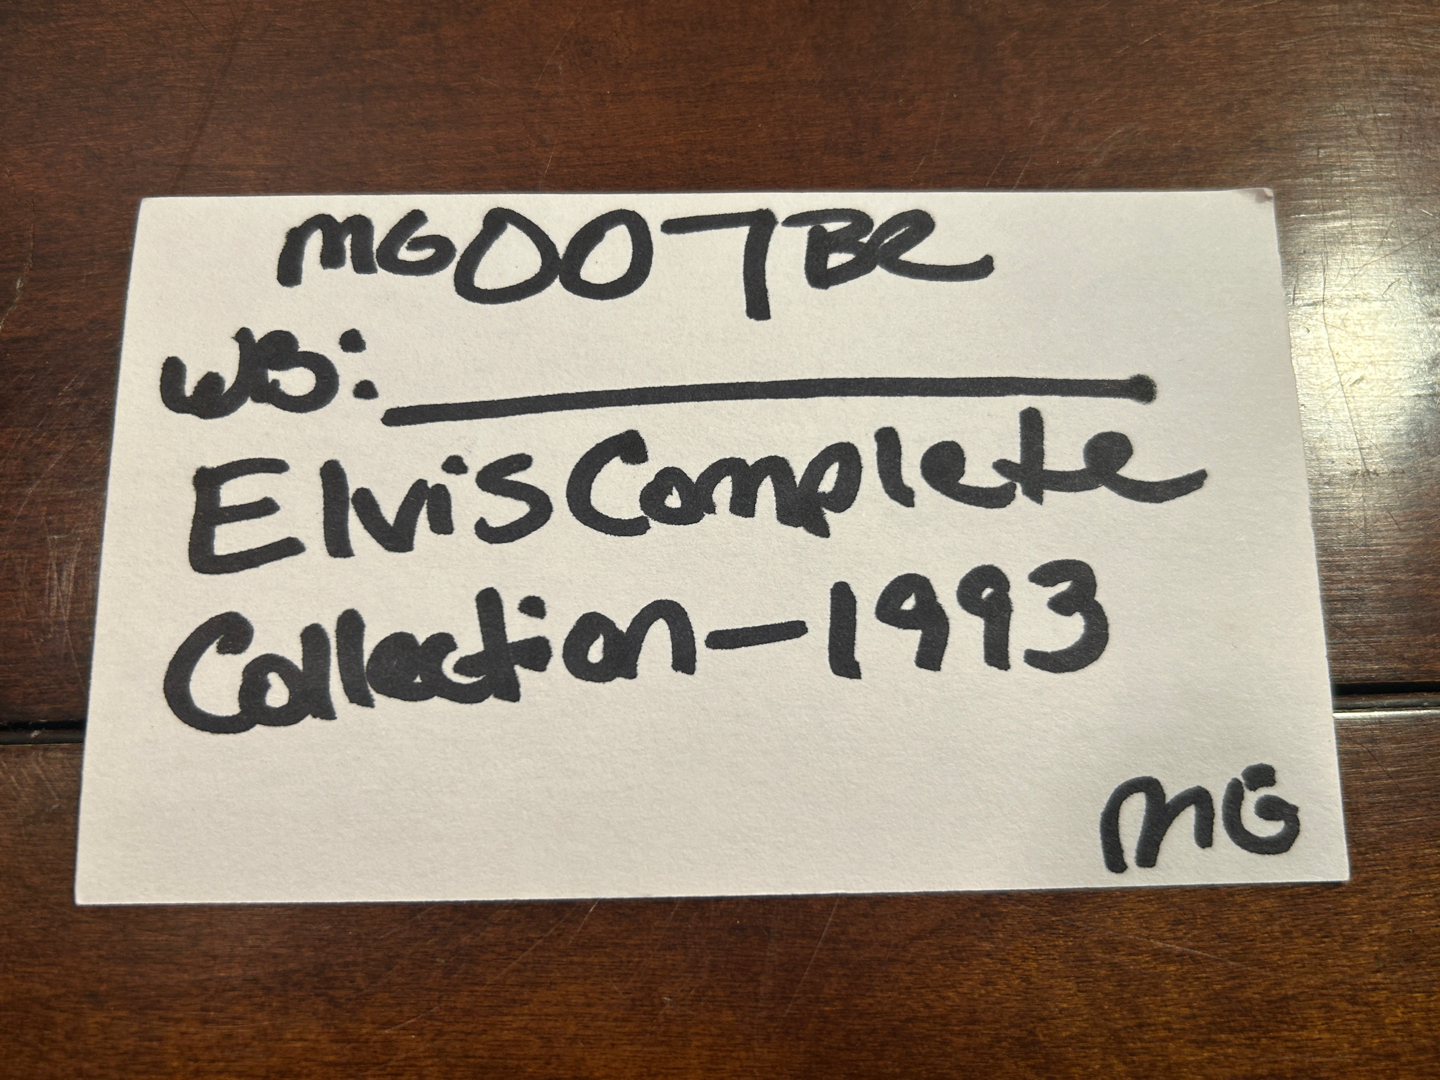 MG007BR
WB:
Elvis Complete
Collection-1993
MG